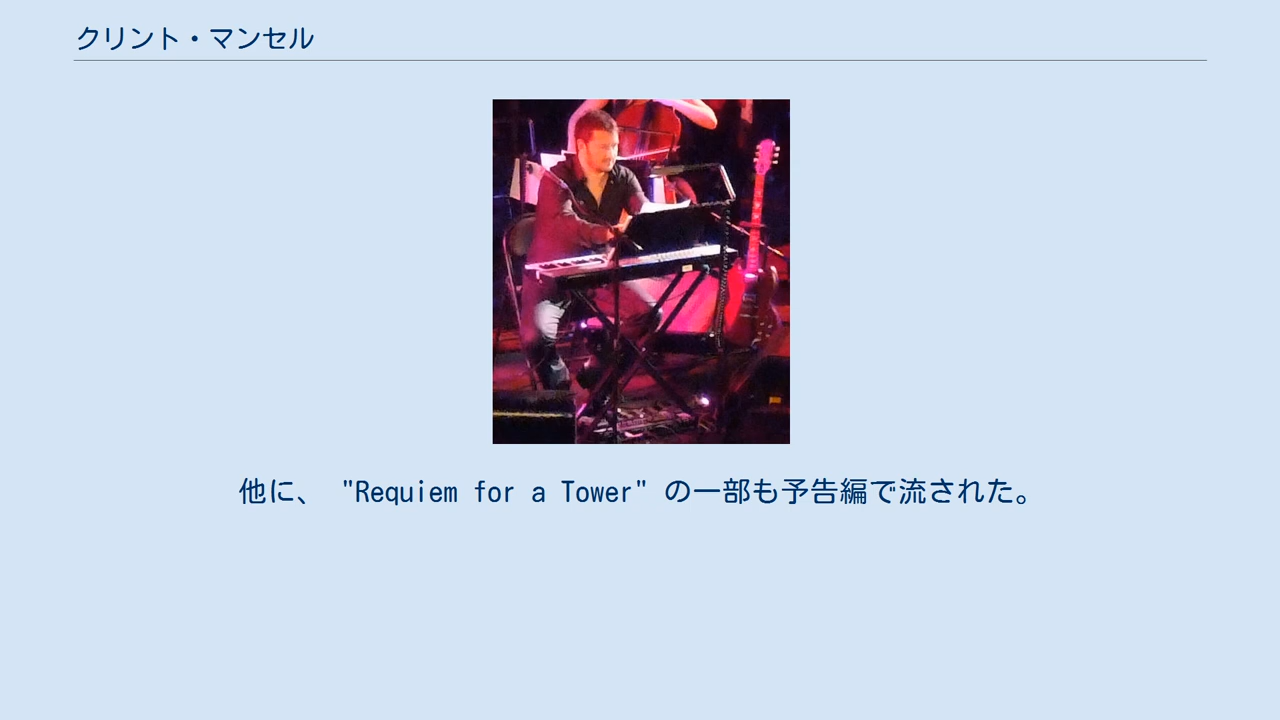 クリント・マンセル
他に、 "Requiem for a Tower" の一部も予告編で流された。